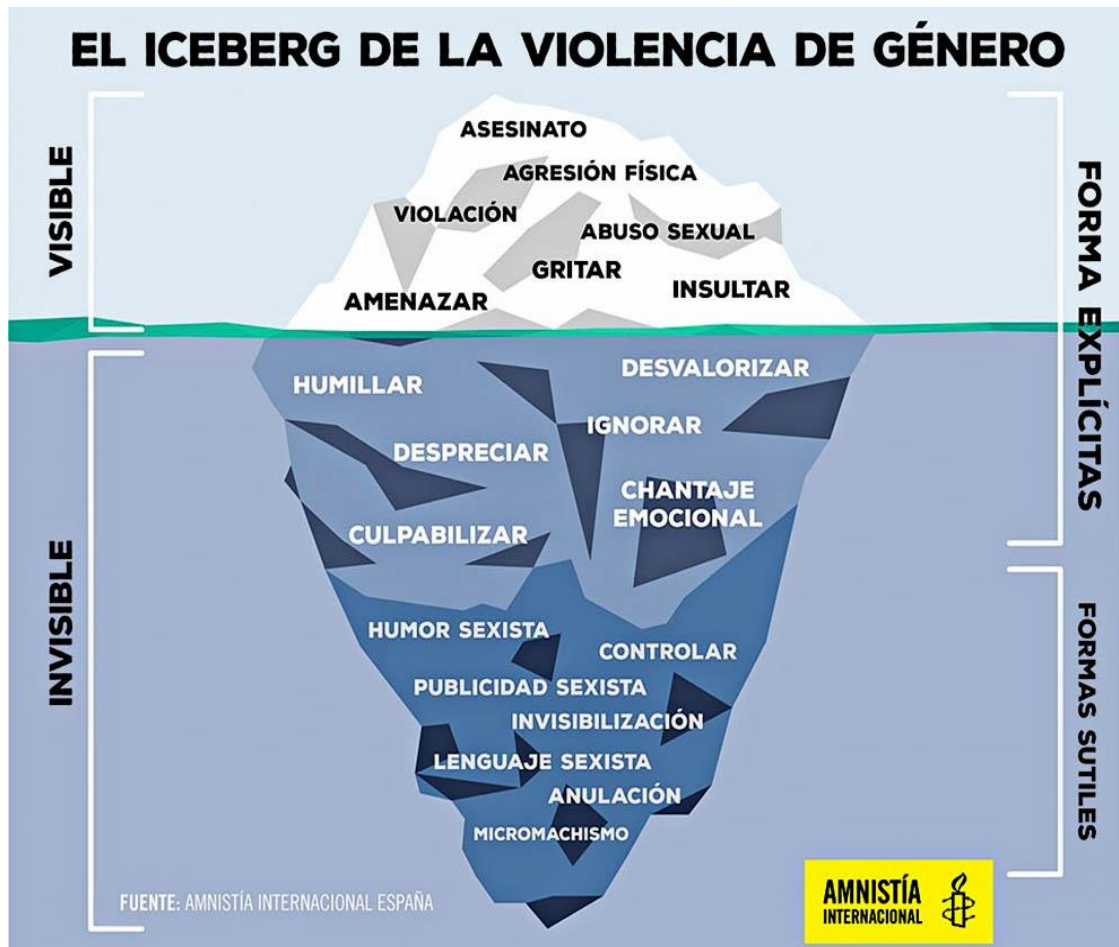 EL ICEBERG DE LA VIOLENCIA DE GÉNERO
VISIBLE
ASESINATO
AGRESIÓN FÍSICA
VIOLACIÓN
ABUSO SEXUAL
GRITAR
AMENAZAR
INSULTAR
FORMA EXPLÍCITAS
INVISIBLE
HUMILLAR
DESVALORIZAR
IGNORAR
DESPRECIAR
CHANTAJE
EMOCIONAL
CULPABILIZAR
FORMAS SUTILES
HUMOR SEXISTA
CONTROLAR
PUBLICIDAD SEXISTA
INVISIBILIZACIÓN
LENGUAJE SEXISTA
ANULACIÓN
MICROMACHISMO
FUENTE: AMNISTÍA INTERNACIONAL ESPAÑA
AMNISTÍA
INTERNACIONAL